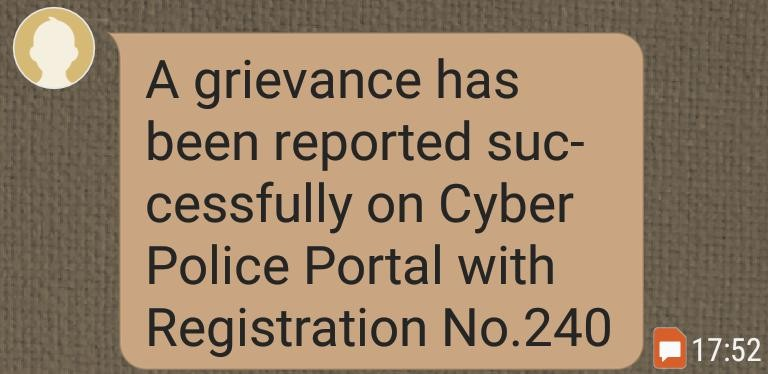 A grievance has
been reported suc-
cessfully on Cyber
Police Portal with
Registration No.240
17:52